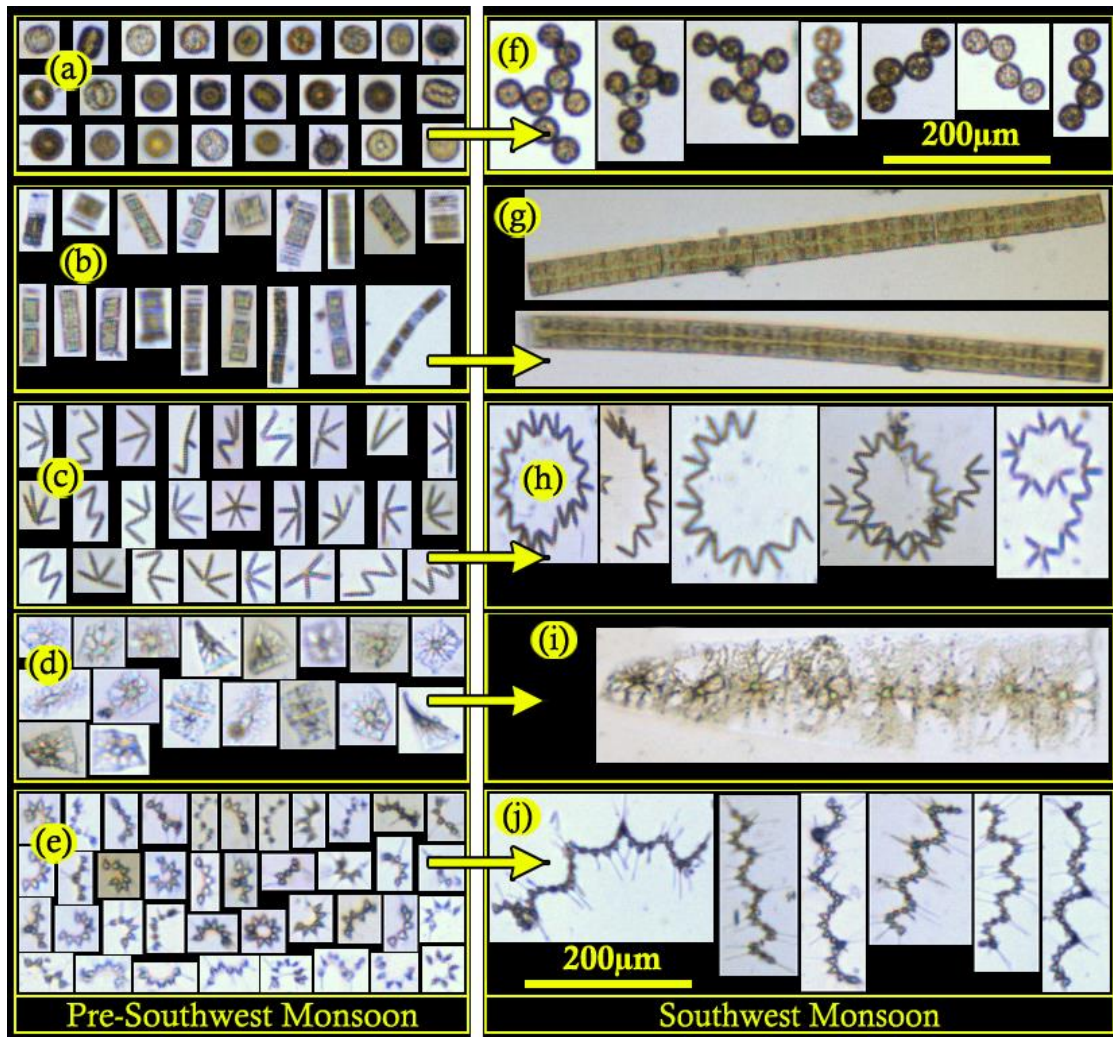 (a)
(f)
200μm
(b)
(g)
(c)
(h)
(d)
(i)
(e)
(j)
200μm
Pre-Southwest Monsoon
Southwest Monsoon